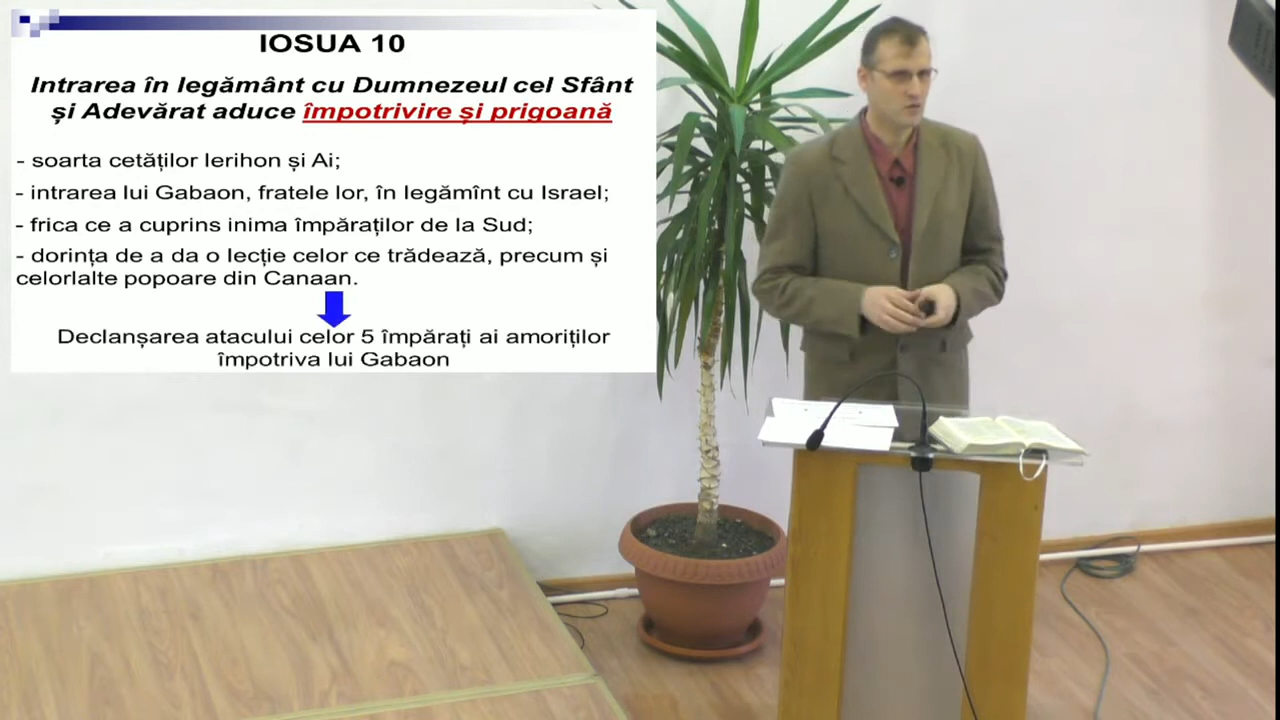 IOSUA 10
Intrarea în legământ cu Dumnezeul cel Sfânt
și Adevărat aduce împotrivire și prigoană
- soarta cetăților Ierihon și Ai;
- intrarea lui Gabaon, fratele lor, în legămînt cu Israel;
- frica ce a cuprins inima împăraților de la Sud;
- dorința de a da o lecție celor ce trădează, precum și
celorlalte popoare din Canaan.
Declanșarea atacului celor 5 împărați ai amoriților
împotriva lui Gabaon